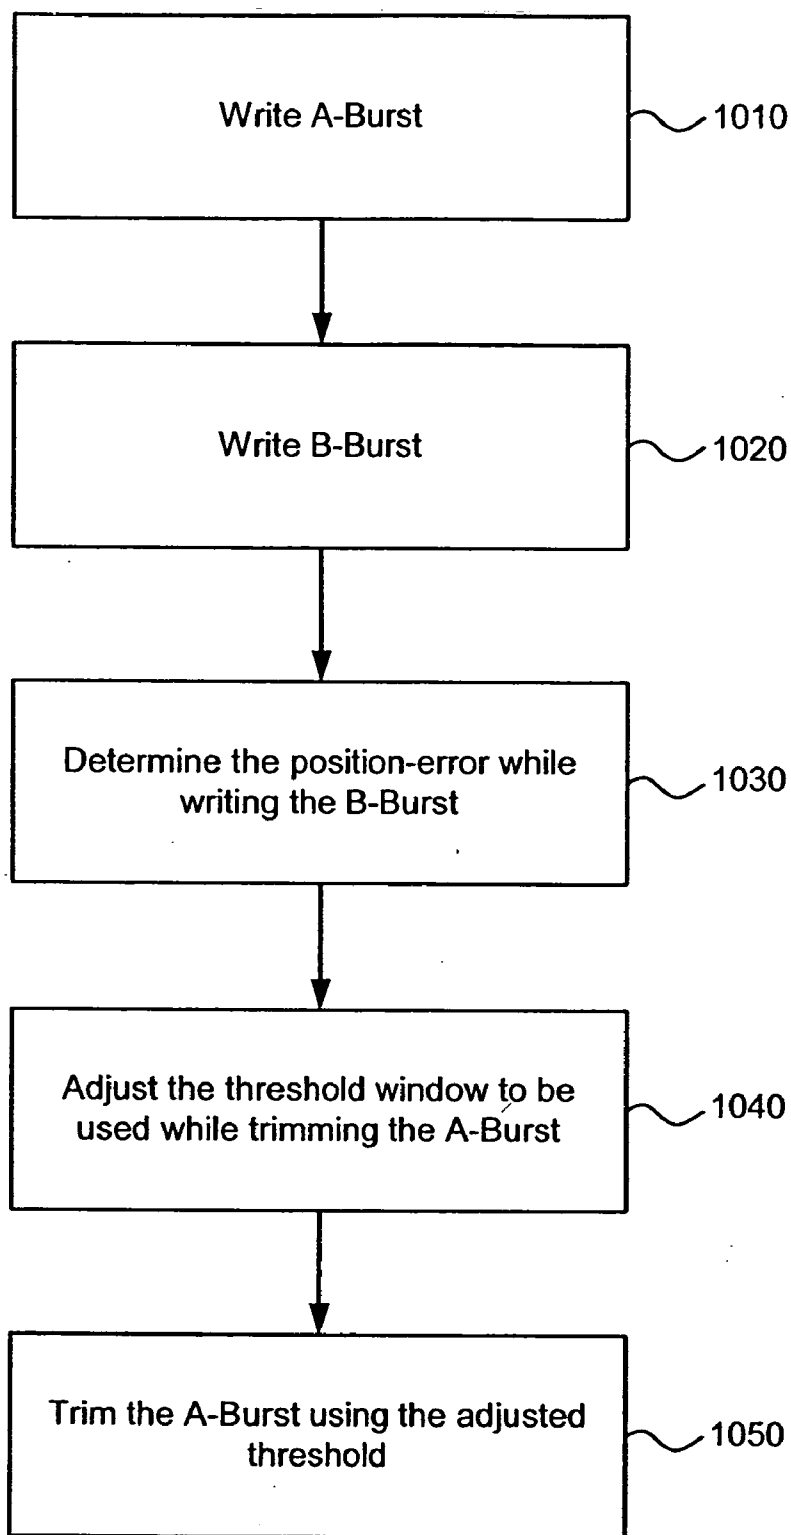 Write A-Burst
1010
Write B-Burst
1020
Determine the position-error while
writing the B-Burst
1030
Adjust the threshold window to be
used while trimming the A-Burst
1040
Trim the A-Burst using the adjusted
threshold
1050